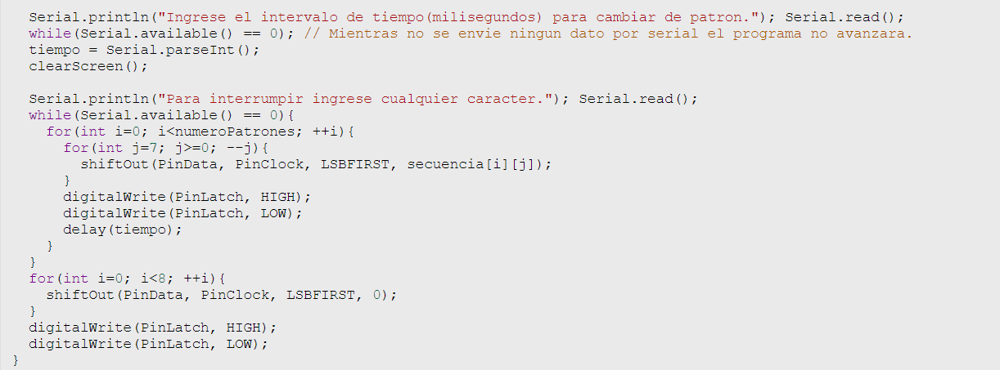 Serial.println("Ingrese el intervalo de tiempo(milisegundos) para cambiar de patron."); Serial.read();
while(Serial.available() == 0); // Mientras no se envie ningun dato por serial el programa no avanzara.
tiempo = Serial.parseInt();
clearScreen();

Serial.println("Para interrumpir ingrese cualquier caracter."); Serial.read();
while(Serial.available() == 0){
for(int i=0; i<numeroPatrones; ++i){
for(int j=7; j>=0; --j){
shiftOut(PinData, PinClock, LSBFIRST, secuencia[i][j]);
}
digitalWrite(PinLatch, HIGH);
digitalWrite(PinLatch, LOW);
delay(tiempo);
}
}
for(int i=0; i<8; ++i){
shiftOut(PinData, PinClock, LSBFIRST, 0);
}
digitalWrite(PinLatch, HIGH);
digitalWrite(PinLatch, LOW);
}